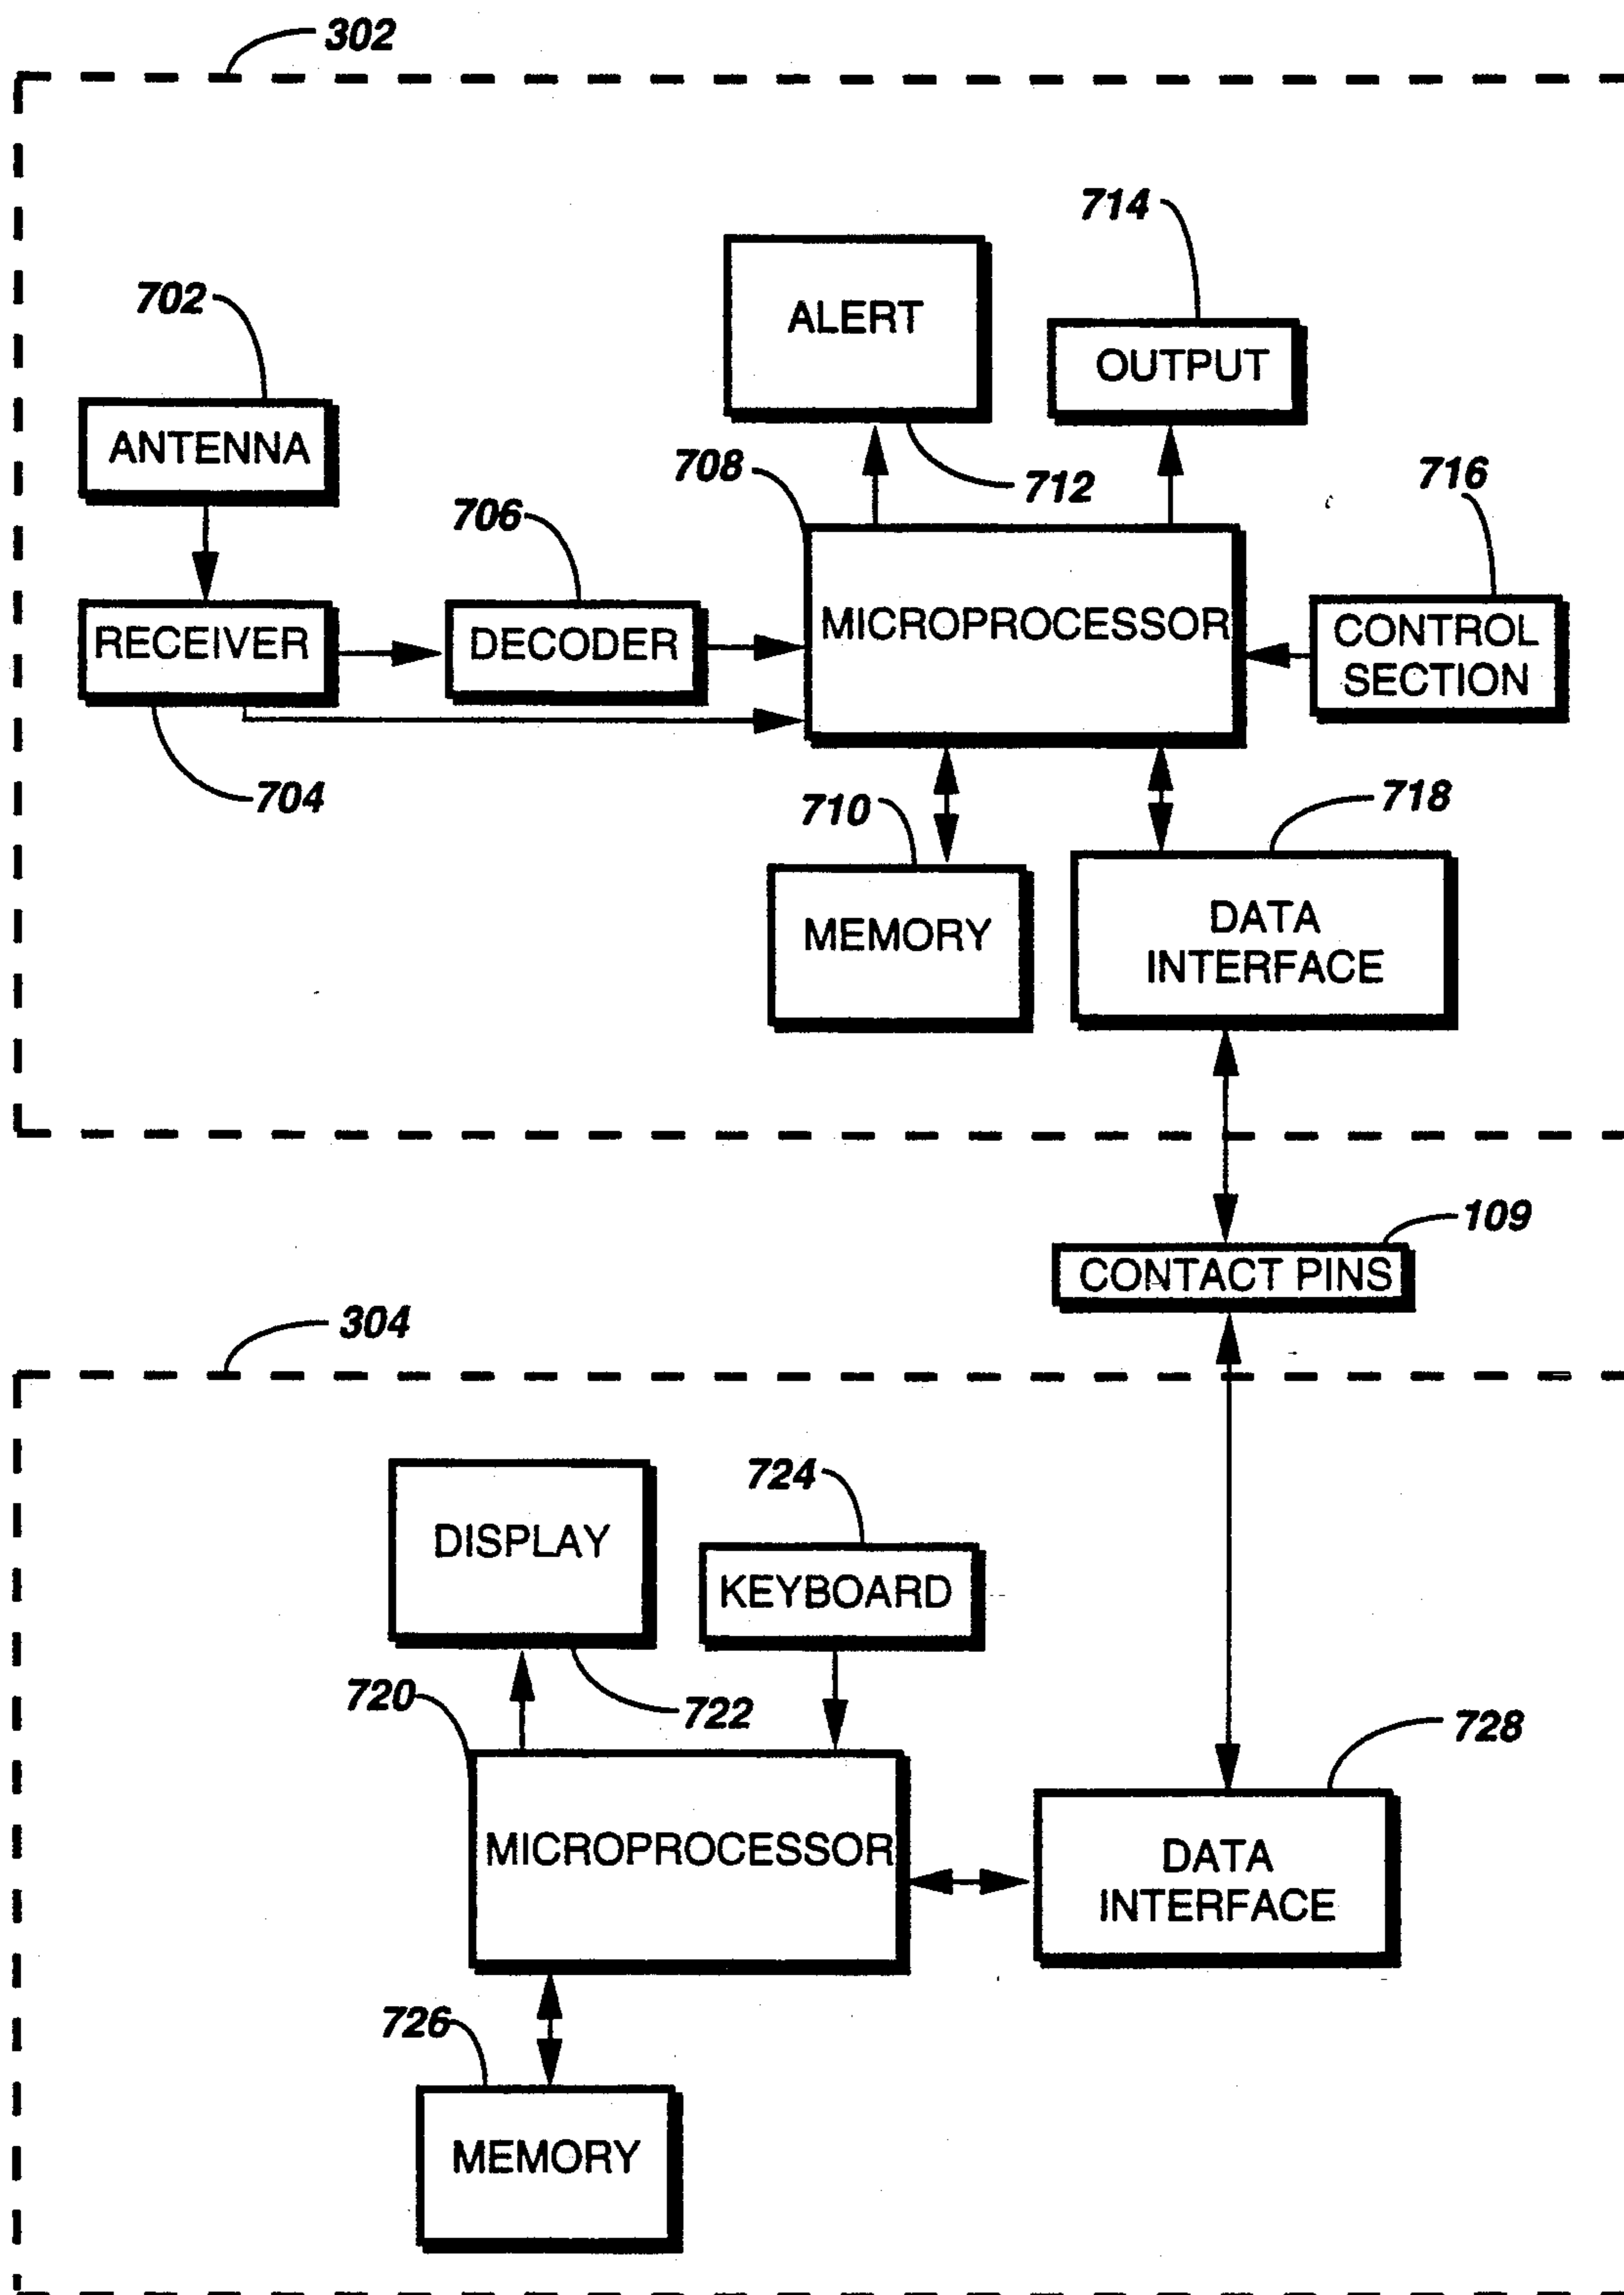 302
714
ALERT
702
OUTPUT
ANTENNA
708
712
716
706
RECEIVER
DECODER
MICROPROCESSOR
CONTROL
SECTION
704
710
718
MEMORY
DATA
INTERFACE
109
CONTACT PINS
304
724
DISPLAY
KEYBOARD
720
722
728
MICROPROCESSOR
DATA
INTERFACE
726
MEMORY